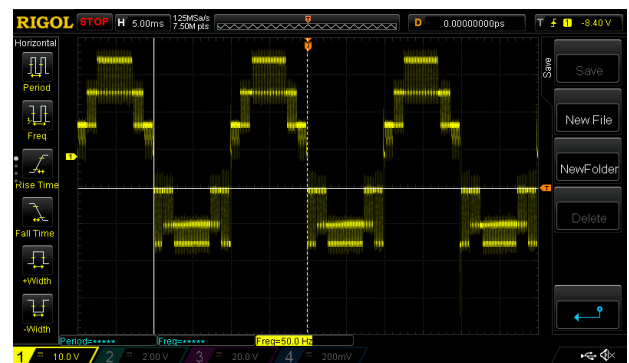 RIGOL STOP H 5.00ms 125MSa/s 7.50M pts D 0.00000000ps T 1 -8.40 V
Horizontal
Period
Freq
Rise Time
Fall Time
+Width
-Width
1
T
T
Save
Save
New File
NewFolder
Delete
Period=***** Freq=***** Freq=50.0 Hz
1 = 10.0 V 2 = 2.00 V 3 = 20.0 V 4 = 200mV